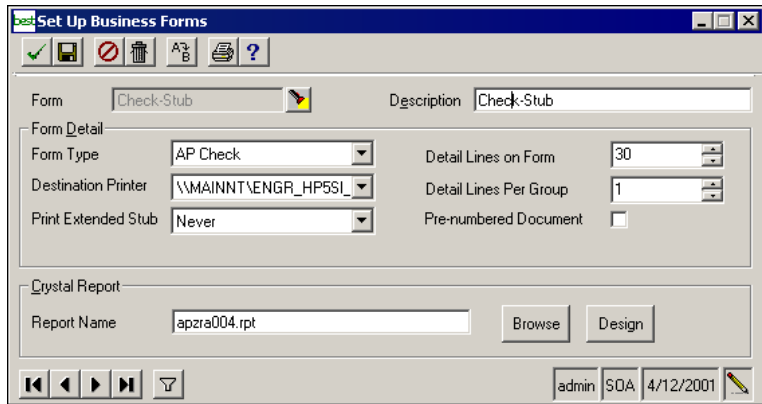 best Set Up Business Forms
A B ?
Form Check-Stub Description Check-Stub
Form Detail
Form Type AP Check Detail Lines on Form 30
Destination Printer \\MAINNT\ENGR_HP5SI_ Detail Lines Per Group 1
Print Extended Stub Never Pre-numbered Document
Crystal Report
Report Name apzra004.rpt Browse Design
admin SOA 4/12/2001